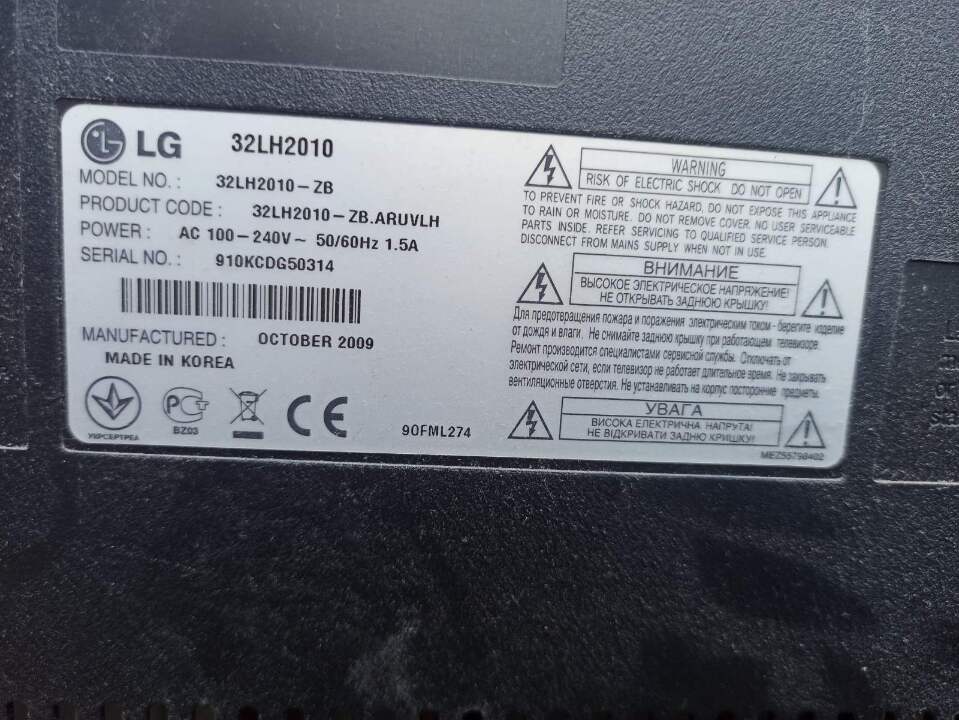 LG 32LH2010
MODEL NO. : 32LH2010-ZB
PRODUCT CODE : 32LH2010-ZB.ARUVLH
POWER : AC 100-240V~ 50/60Hz 1.5A
SERIAL NO. : 910KCDG50314
MANUFACTURED : OCTOBER 2009
MADE IN KOREA
УКРСЕРТРЕА
РСТ
BZ03
CE
90FML274
WARNING
RISK OF ELECTRIC SHOCK DO NOT OPEN
TO PREVENT FIRE OR SHOCK HAZARD, DO NOT EXPOSE THIS APPLIANCE
TO RAIN OR MOISTURE. DO NOT REMOVE COVER. NO USER SERVICEABLE
PARTS INSIDE. REFER SERVICING TO QUALIFIED SERVICE PERSON.
DISCONNECT FROM MAINS SUPPLY WHEN NOT IN USE.
ВНИМАНИЕ
ВЫСОКОЕ ЭЛЕКТРИЧЕСКОЕ НАПРЯЖЕНИЕ!
НЕ ОТКРЫВАТЬ ЗАДНЮЮ КРЫШКУ!
Для предотвращения пожара и поражения электрическим током - берегите изделие
от дождя и влаги. Не снимайте заднюю крышку при работающем телевизоре.
Ремонт производится специалистами сервисной службы. Отключать от
электрической сети, если телевизор не работает длительное время. Не закрывать
вентиляционные отверстия. Не устанавливать на корпус посторонние предметы.
УВАГА
ВИСОКА ЕЛЕКТРИЧНА НАПРУГА!
НЕ ВІДКРИВАТИ ЗАДНЮЮ КРИШКУ!
MEZ55798402